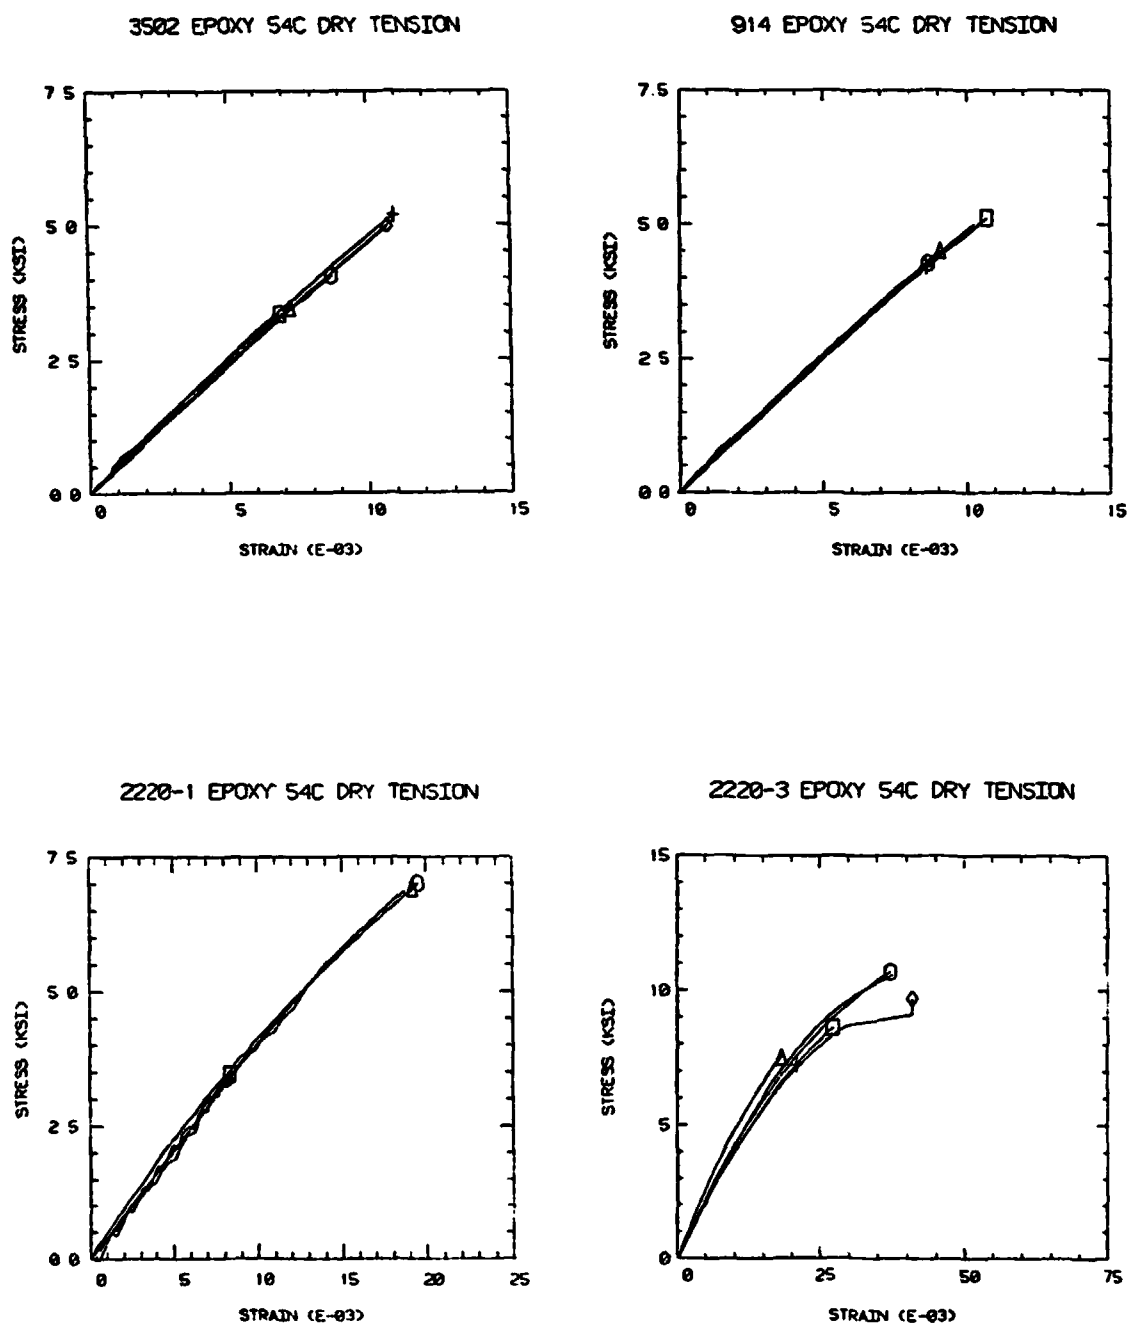 3502 EPOXY 54C DRY TENSION
7 5
5 0
2 5
0 0
STRESS (KSI)
0 5 10 15
STRAIN (E-03)
914 EPOXY 54C DRY TENSION
7.5
5 0
2 5
0 0
STRESS (KSI)
0 5 10 15
STRAIN (E-03)
2220-1 EPOXY 54C DRY TENSION
7 5
5 0
2 5
0 0
STRESS (KSI)
0 5 10 15 20 25
STRAIN (E-03)
2220-3 EPOXY 54C DRY TENSION
15
10
5
0
STRESS (KSI)
0 25 50 75
STRAIN (E-03)